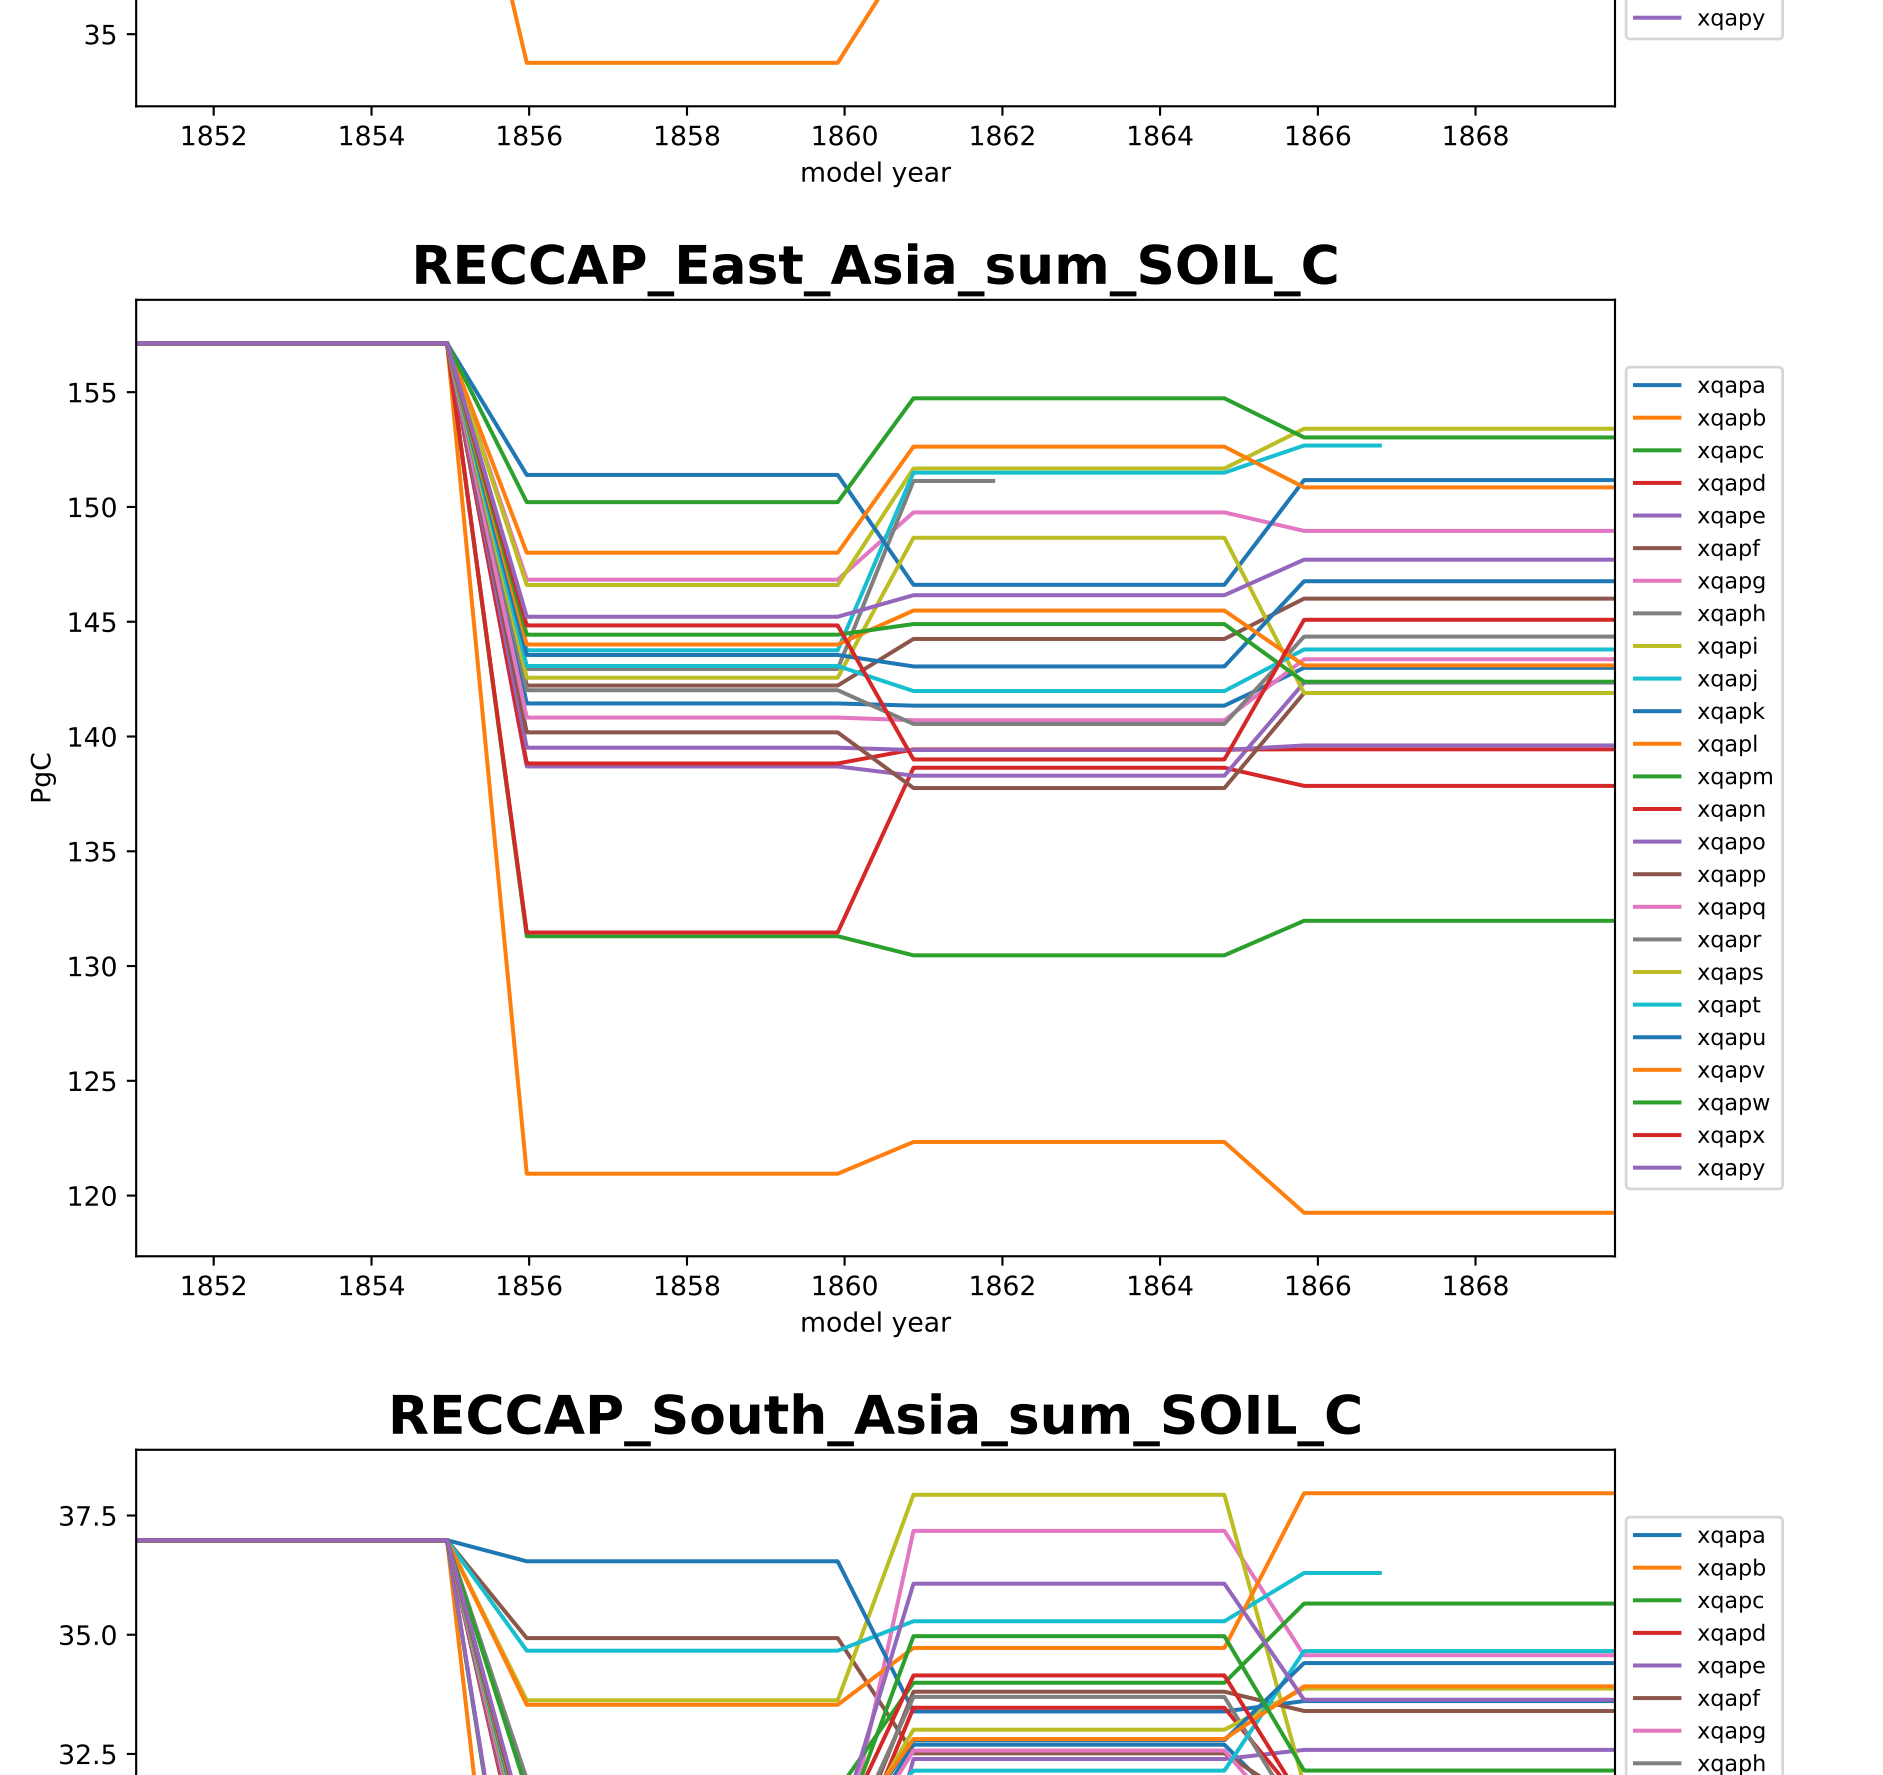 35
xqapy
1852 1854 1856 1858 1860 1862 1864 1866 1868
model year
RECCAP_East_Asia_sum_SOIL_C
155
150
145
140
135
130
125
120
PgC
xqapa
xqapb
xqapc
xqapd
xqape
xqapf
xqapg
xqaph
xqapi
xqapj
xqapk
xqapl
xqapm
xqapn
xqapo
xqapp
xqapq
xqapr
xqaps
xqapt
xqapu
xqapv
xqapw
xqapx
xqapy
1852 1854 1856 1858 1860 1862 1864 1866 1868
model year
RECCAP_South_Asia_sum_SOIL_C
37.5
35.0
32.5
xqapa
xqapb
xqapc
xqapd
xqape
xqapf
xqapg
xqaph